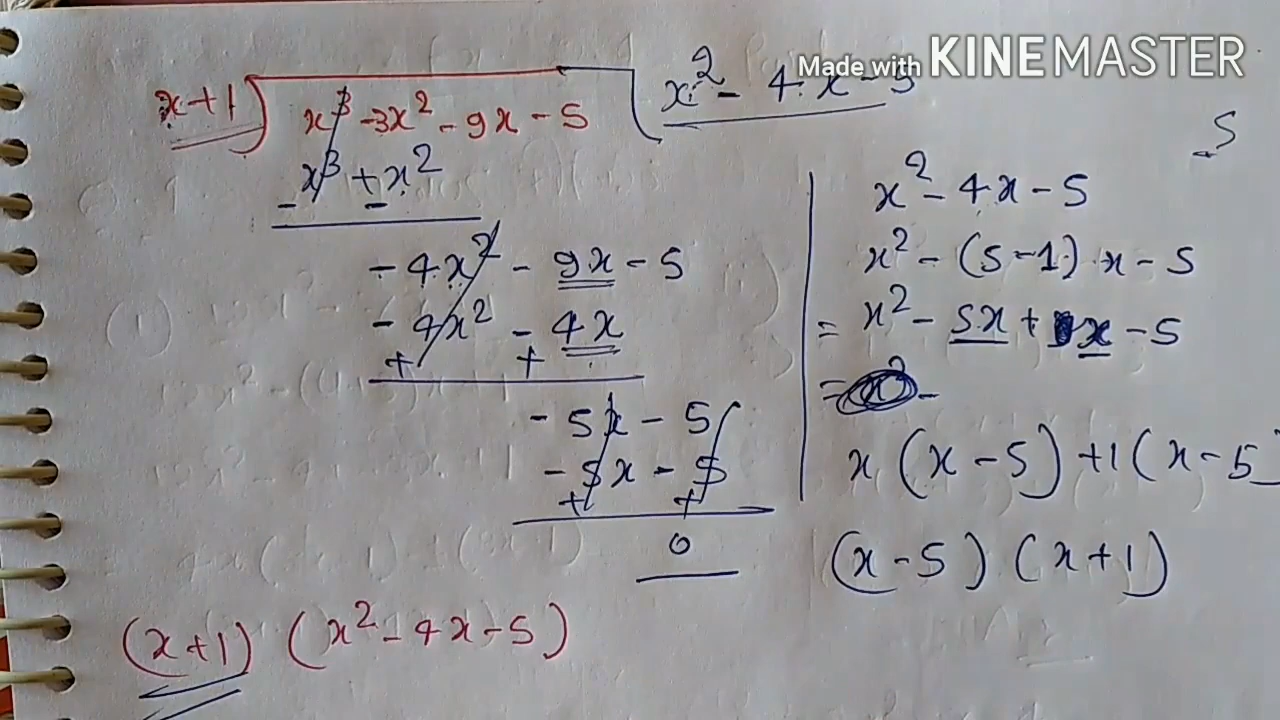 Made with KINEMASTER
x+1) x³ -3x² - 9x - 5 ( x² - 4x - 5
x³ + x²
- -
- 4x² - 9x - 5
- 4x² - 4x
+ +
- 5x - 5
- 5x - 5
+ +
0
(x+1) (x² - 4x - 5)
5
x² - 4x - 5
x² - (5-1) x - 5
= x² - 5x + x - 5
= x² -
x (x - 5) +1 (x - 5)
(x - 5) (x + 1)